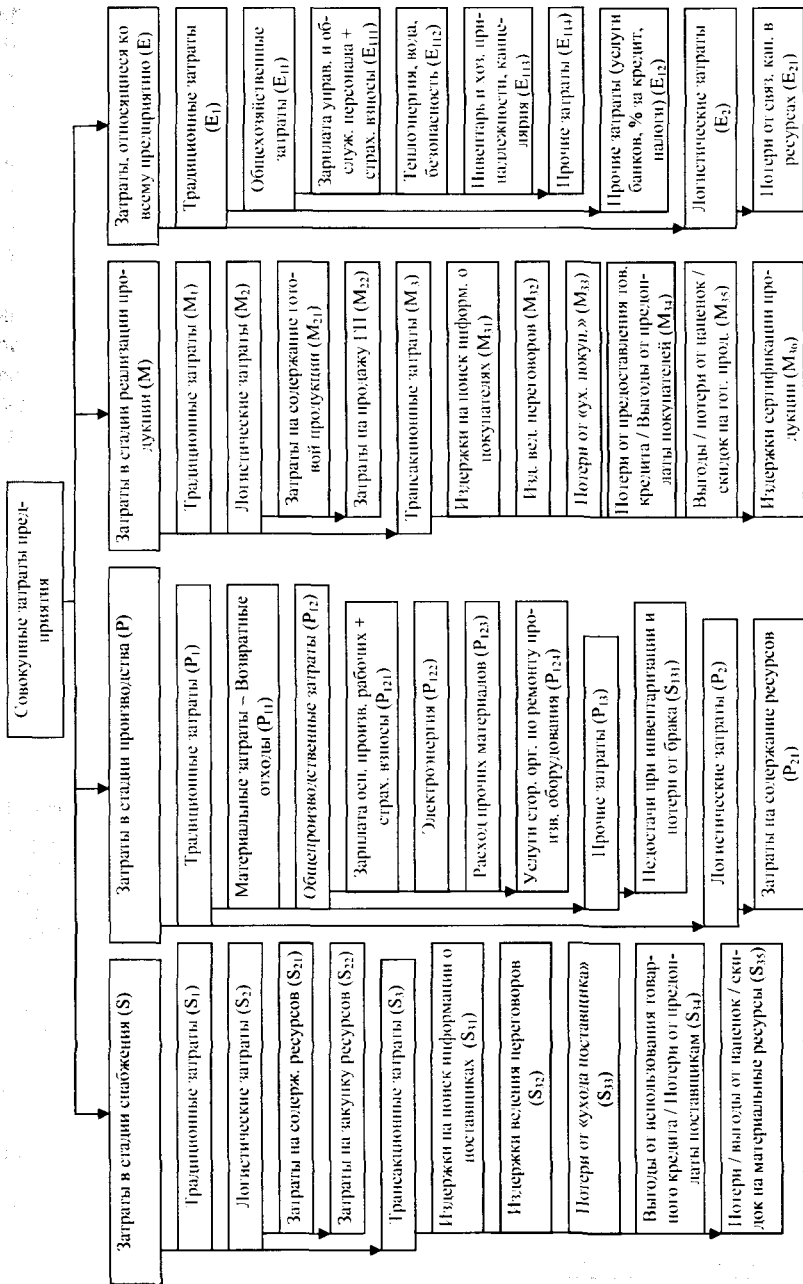 Совокупные затраты пред-
приятия
Затраты в стадии снабжения (S)
Традиционные затраты (S₁)
Логистические затраты (S₂)
Затраты на содерж. ресурсов (S₂₁)
Затраты на закупку ресурсов (S₂₂)
Трансакционные затраты (S₃)
Издержки на поиск информации о
поставщиках (S₃₁)
Издержки ведения переговоров
(S₃₂)
Потери от «ухода поставщика»
(S₃₃)
Выгоды от использования товар-
ного кредита / Потери от предоп-
латы поставщикам (S₃₄)
Потери / выгоды от наценок / ски-
док на материальные ресурсы (S₃₅)
Затраты в стадии производства (P)
Традиционные затраты (P₁)
Материальные затраты – Возвратные
отходы (P₁₁)
Общепроизводственные затраты (P₁₂)
Зарплата осн. произв. рабочих +
страх. взносы (P₁₂₁)
Электроэнергия (P₁₂₂)
Расход прочих материалов (P₁₂₃)
Услуги стор. орг. по ремонту про-
изв. оборудования (P₁₂₄)
Прочие затраты (P₁₃)
Недостачи при инвентаризации и
потери от брака (S₁₃₁)
Логистические затраты (P₂)
Затраты на содержание ресурсов
(P₂₁)
Затраты в стадии реализации про-
дукции (M)
Традиционные затраты (M₁)
Логистические затраты (M₂)
Затраты на содержание гото-
вой продукции (M₂₁)
Затраты на продажу ГП (M₂₂)
Трансакционные затраты (M₃)
Издержки на поиск информ. о
покупателях (M₃₁)
Изд. вед. переговоров (M₃₂)
Потери от «ух. покуп.» (M₃₃)
Потери от предоставления тов.
кредита / Выгоды от предоп-
латы покупателей (M₃₄)
Выгоды / потери от наценок /
скидок на гот. прод. (M₃₅)
Издержки сертификации про-
дукции (M₃₆)
Затраты, относящиеся ко
всему предприятию (E)
Традиционные затраты
(E₁)
Общехозяйственные
затраты (E₁₁)
Зарплата управ. и об-
служ. персонала +
страх. взносы (E₁₁₁)
Теплоэнергия, вода,
безопасность (E₁₁₂)
Инвентарь и хоз. при-
надлежности, канце-
лярия (E₁₁₃)
Прочие затраты (E₁₁₄)
Прочие затраты (услуги
банков, % за кредит,
налоги) (E₁₂)
Логистические затраты
(E₂)
Потери от связ. кап. в
ресурсах (E₂₁)